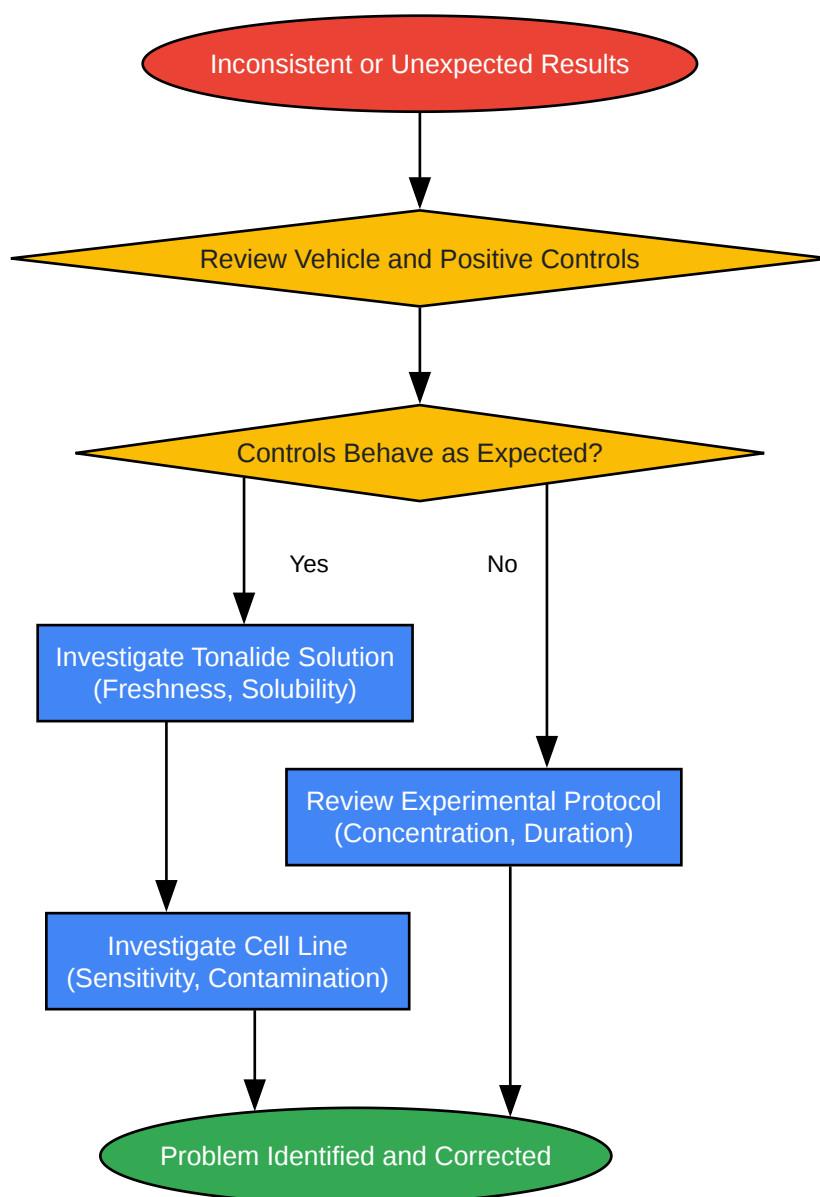 Inconsistent or Unexpected Results
Review Vehicle and Positive Controls
Controls Behave as Expected?
Yes
No
Investigate Tonalide Solution
(Freshness, Solubility)
Review Experimental Protocol
(Concentration, Duration)
Investigate Cell Line
(Sensitivity, Contamination)
Problem Identified and Corrected